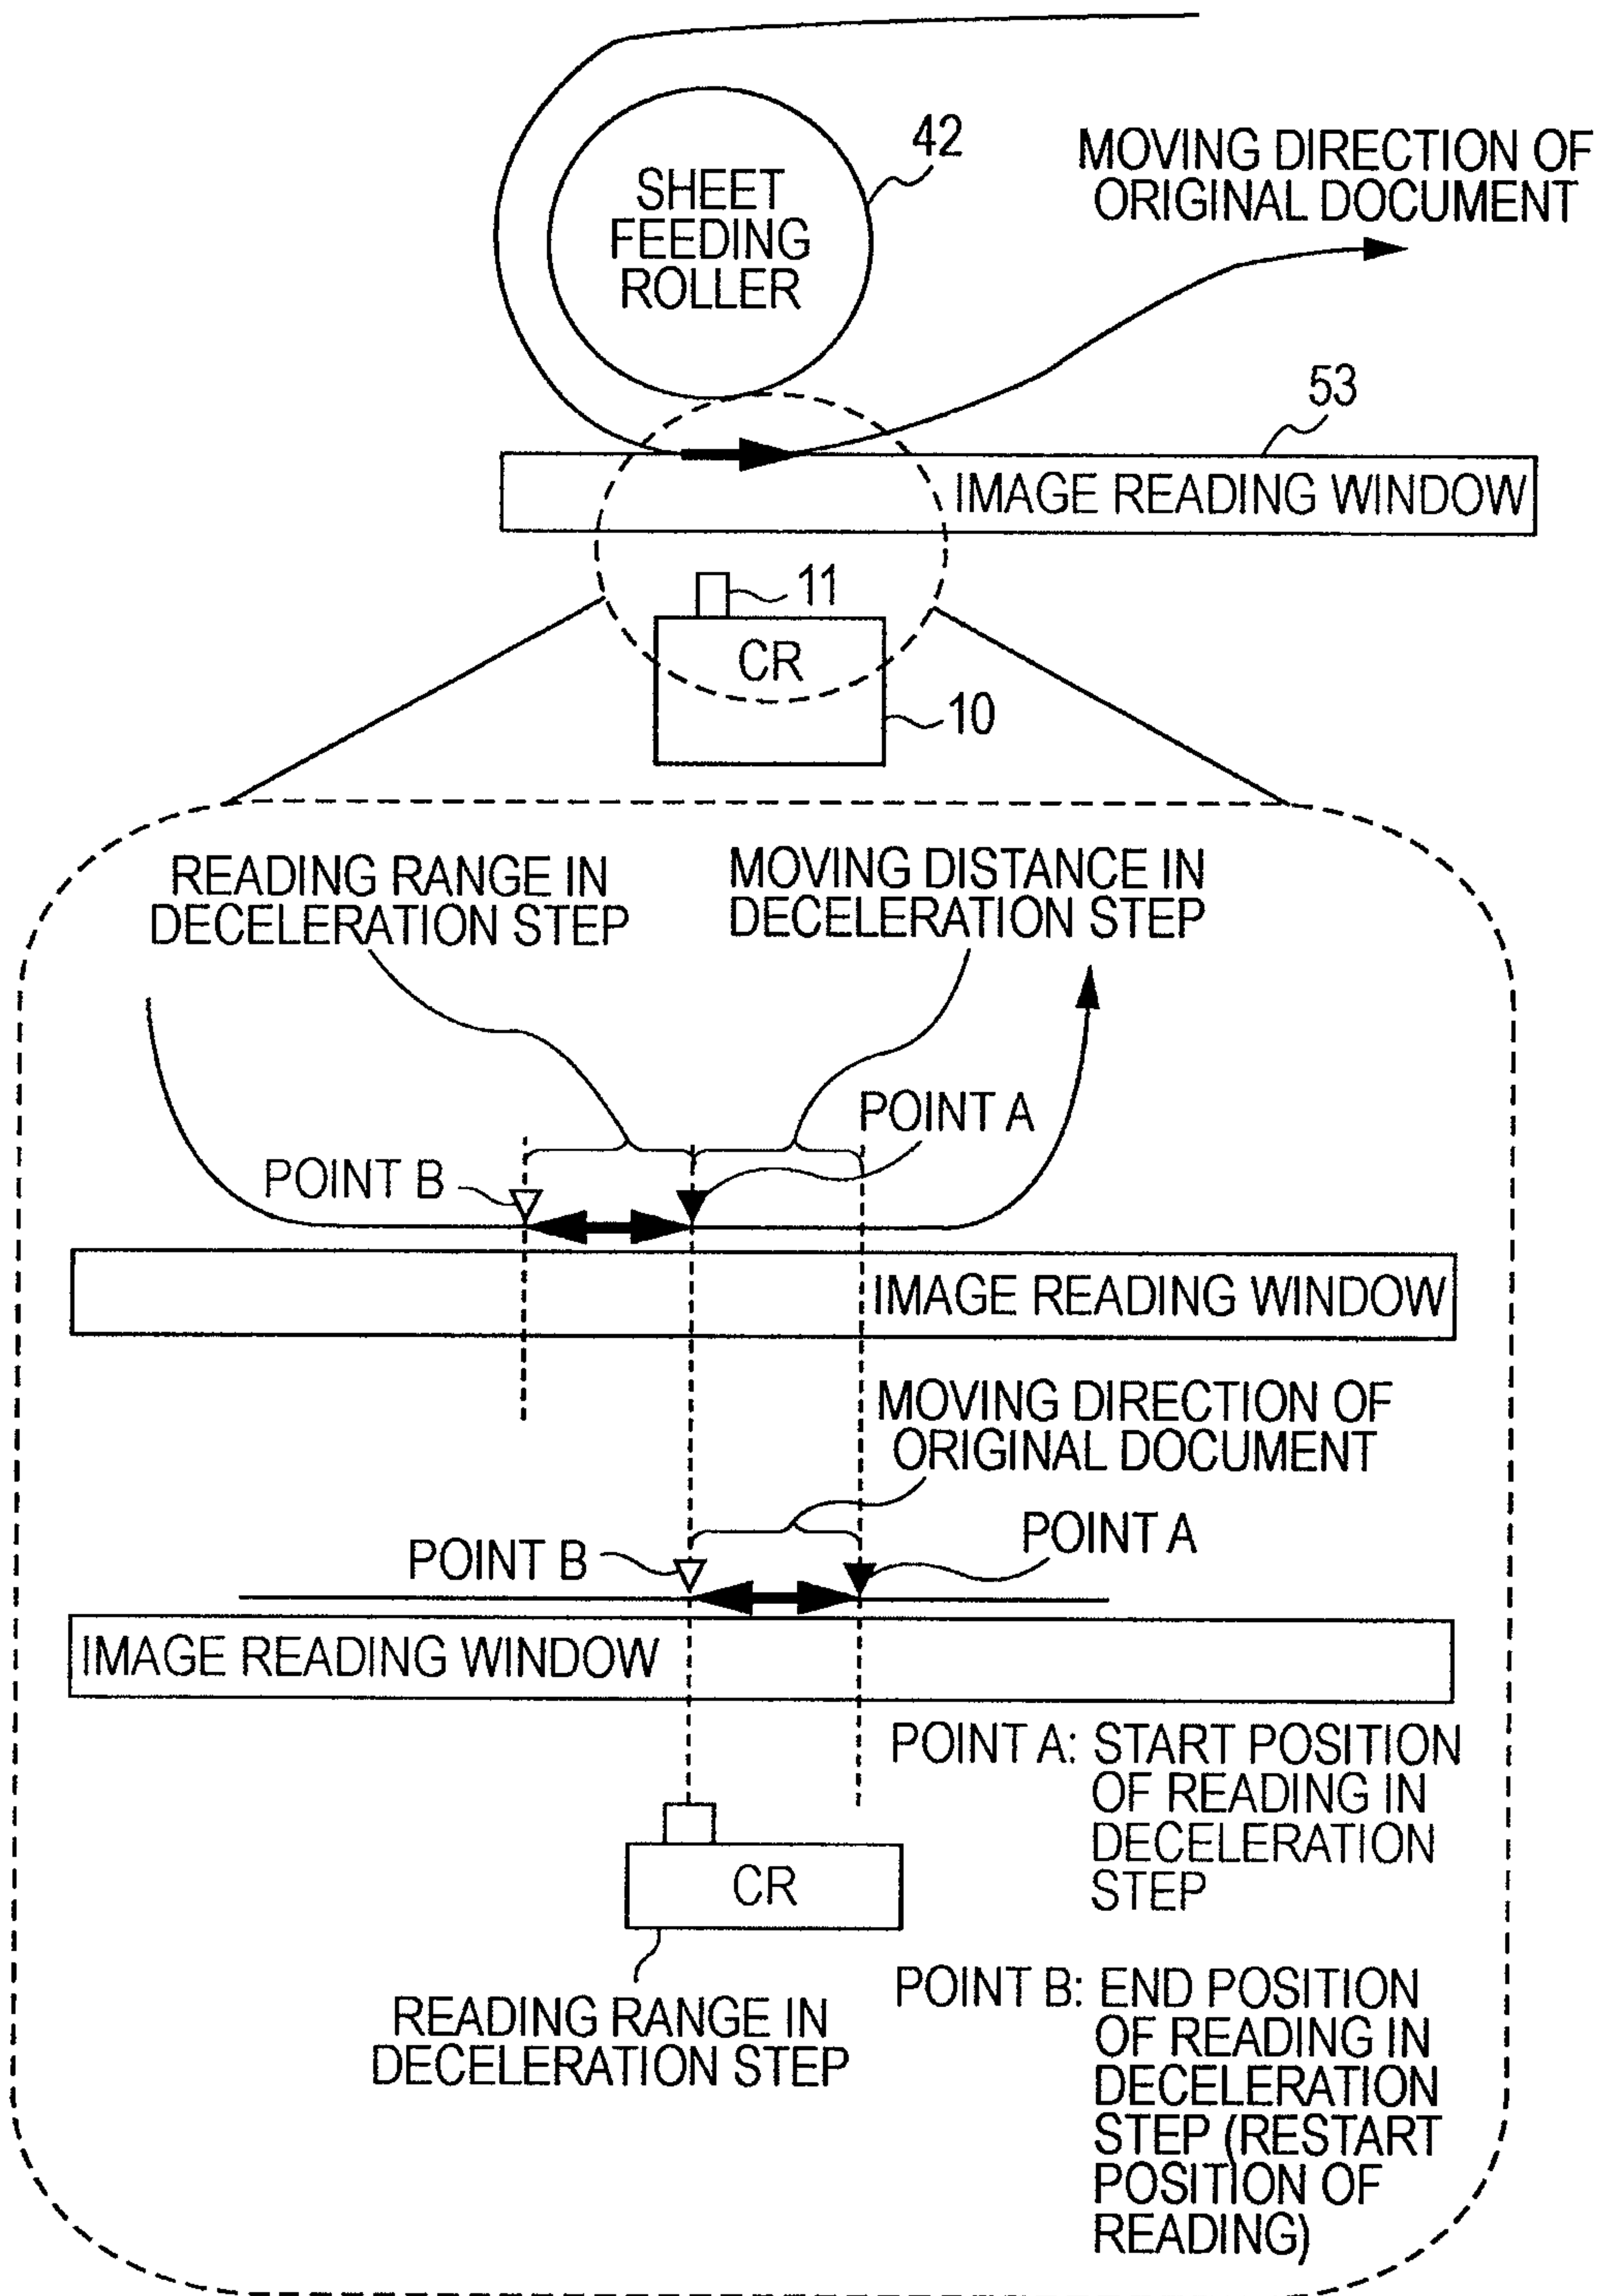 42
SHEET
FEEDING
ROLLER
MOVING DIRECTION OF
ORIGINAL DOCUMENT
53
IMAGE READING WINDOW
11
CR
10
READING RANGE IN
DECELERATION STEP
MOVING DISTANCE IN
DECELERATION STEP
POINT A
POINT B
IMAGE READING WINDOW
MOVING DIRECTION OF
ORIGINAL DOCUMENT
POINT B
POINT A
IMAGE READING WINDOW
POINT A: START POSITION
OF READING IN
DECELERATION
STEP
CR
READING RANGE IN
DECELERATION STEP
POINT B: END POSITION
OF READING IN
DECELERATION
STEP (RESTART
POSITION OF
READING)